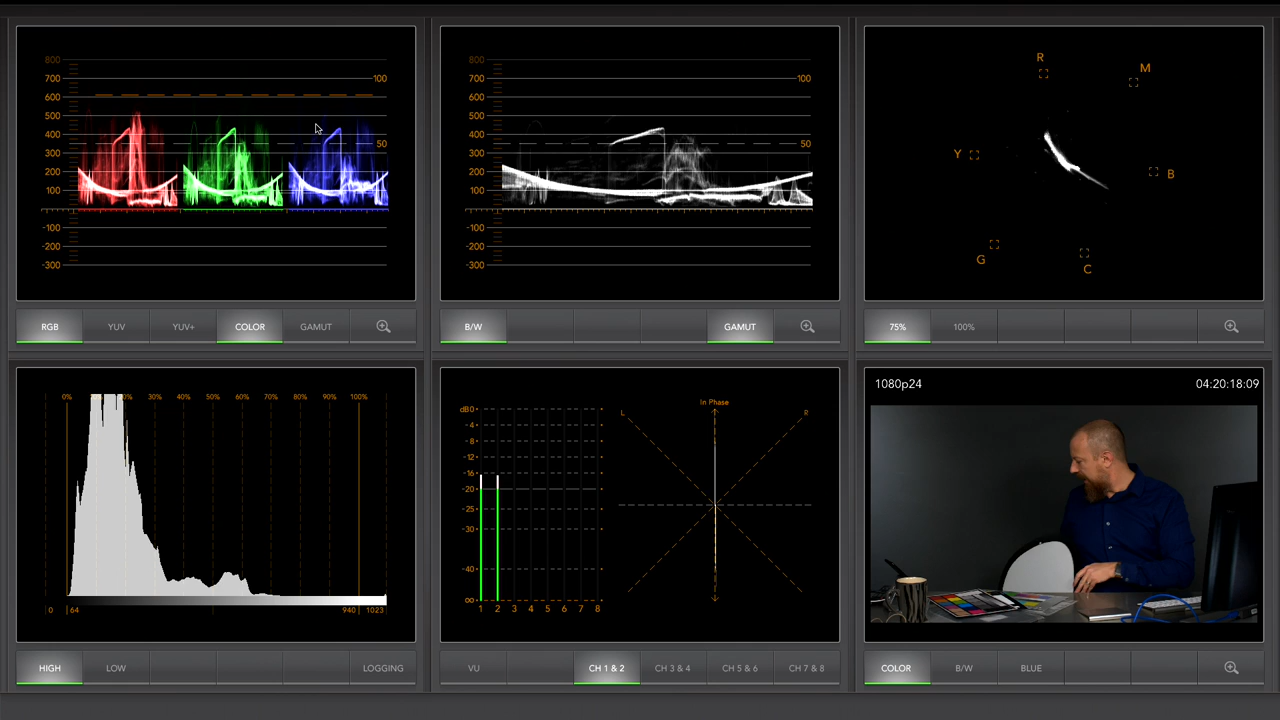 800
700
600
500
400
300
200
100
-100
-200
-300
100
50
800
700
600
500
400
300
200
100
-100
-200
-300
100
50
R
M
Y
B
G
C
RGB YUV YUV+ COLOR GAMUT
B/W GAMUT
75% 100%
0% 20% 30% 40% 50% 60% 70% 80% 90% 100%
0 64 940 1023
dB0
-4
-8
-12
-16
-20
-25
-30
-40
∞
1 2 3 4 5 6 7 8
In Phase
L R
1080p24 04:20:18:09
HIGH LOW LOGGING
VU CH 1 & 2 CH 3 & 4 CH 5 & 6 CH 7 & 8
COLOR B/W BLUE